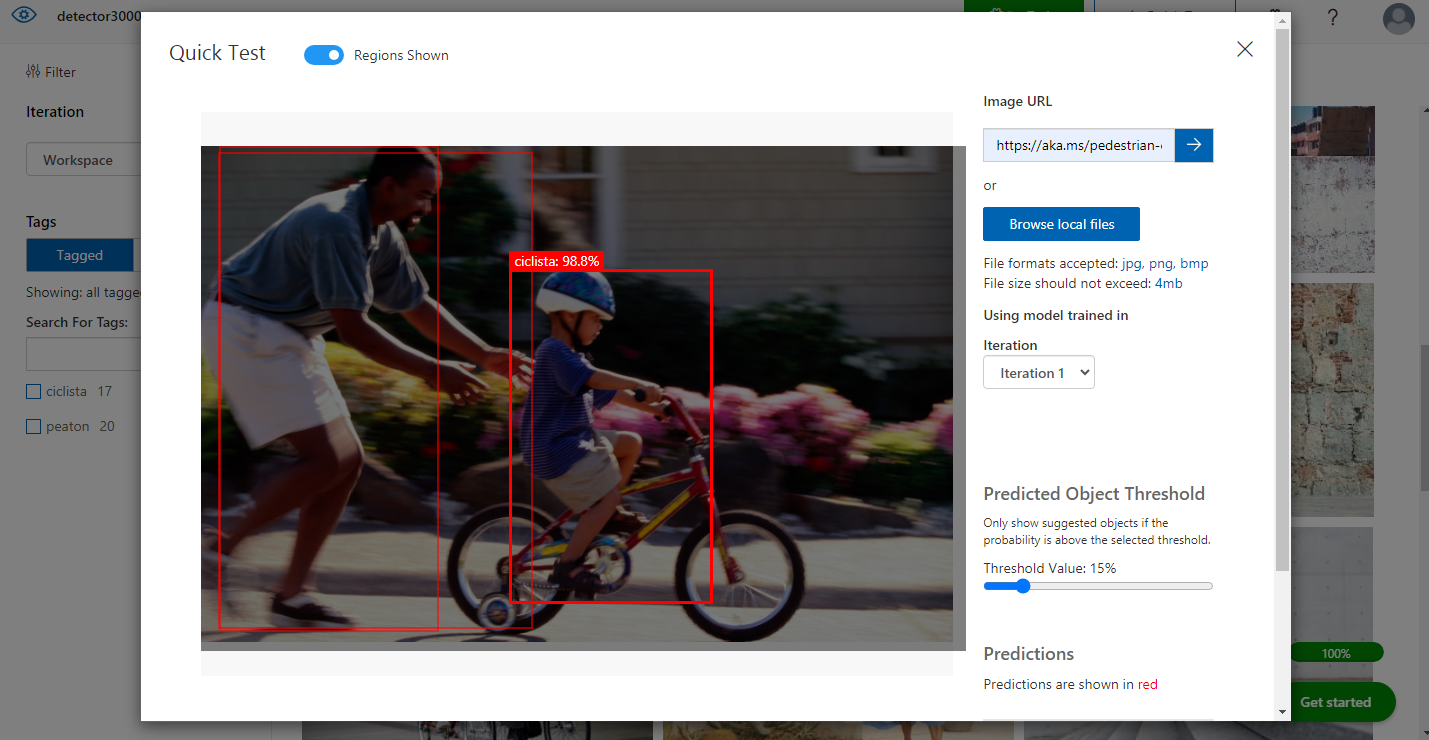 detector3000
Quick Test
Regions Shown
?
Filter
Iteration
Workspace
Tags
Tagged
Showing: all tagge
Search For Tags:
ciclista 17
peaton 20
ciclista: 98.8%
Image URL
https://aka.ms/pedestrian-
or
Browse local files
File formats accepted: jpg, png, bmp
File size should not exceed: 4mb
Using model trained in
Iteration
Iteration 1
Predicted Object Threshold
Only show suggested objects if the
probability is above the selected threshold.
Threshold Value: 15%
Predictions
Predictions are shown in red
100%
Get started